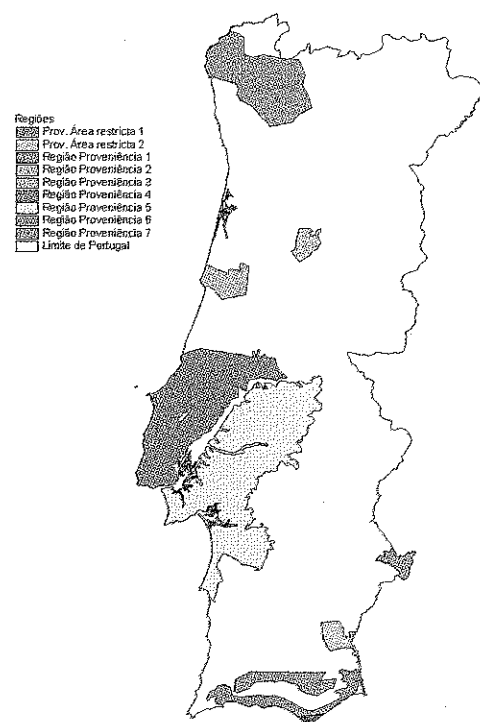 Regiões
Prov. Área restricta 1
Prov. Área restricta 2
Região Proveniência 1
Região Proveniência 2
Região Proveniência 3
Região Proveniência 4
Região Proveniência 5
Região Proveniência 6
Região Proveniência 7
Limite de Portugal